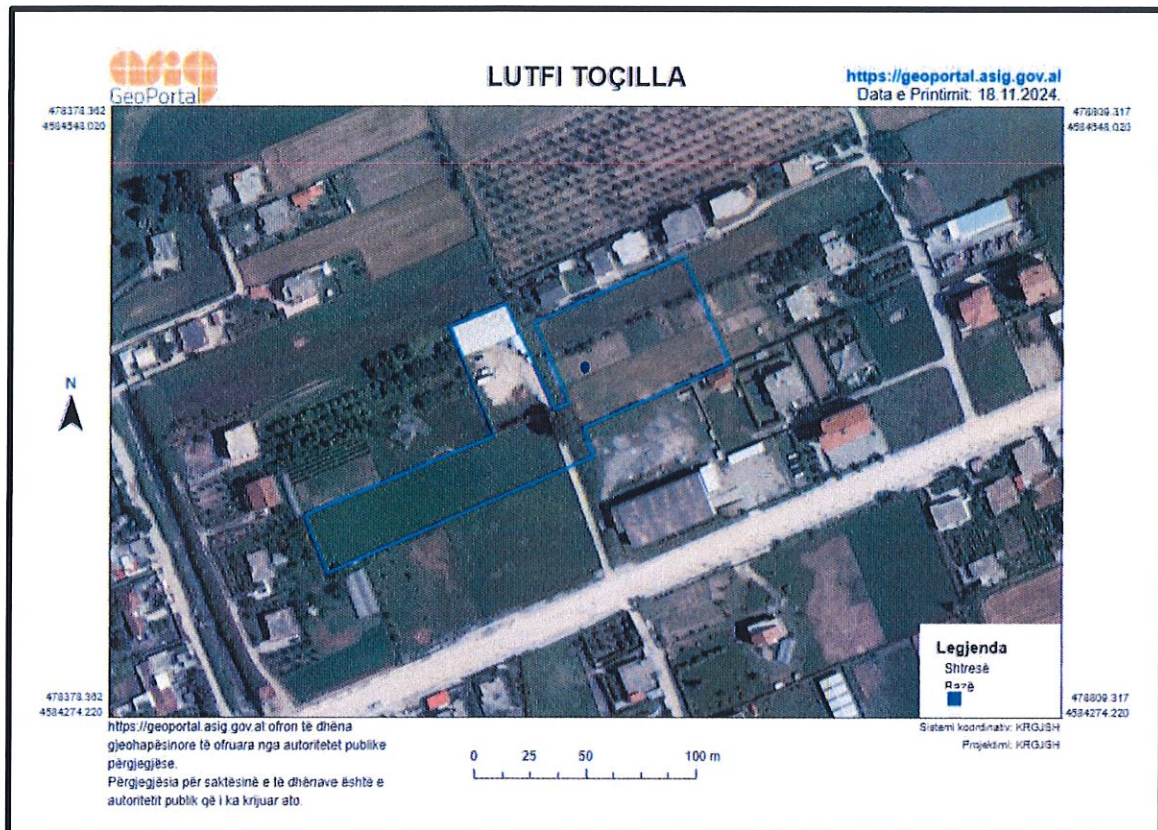 asig
GeoPortal
LUTFI TOÇILLA
https://geoportal.asig.gov.al
Data e Printimit: 18.11.2024.
478378.362
4584548.020
478809.317
4584548.020
N
Legjenda
Shtresë
Bazë
478378.362
4584274.220
478809.317
4584274.220
https://geoportal.asig.gov.al ofron të dhëna
gjeohapësinore të ofruara nga autoritetet publike
përgjegjëse.
Përgjegjësia për saktësinë e të dhënave është e
autoritetit publik që i ka krijuar ato.
0 25 50 100 m
Sistemi koordinativ: KRGJSH
Projeksioni: KRGJSH